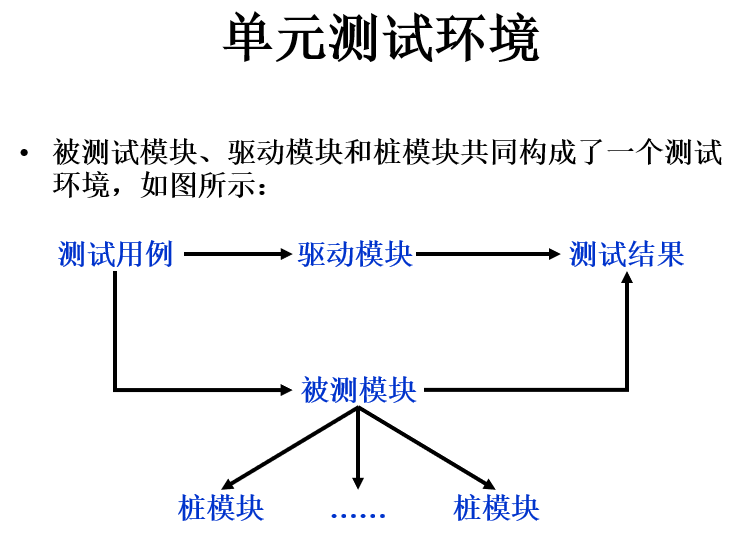 单元测试环境
• 被测试模块、驱动模块和桩模块共同构成了一个测试
环境，如图所示：
测试用例 驱动模块 测试结果
被测模块
桩模块 …… 桩模块